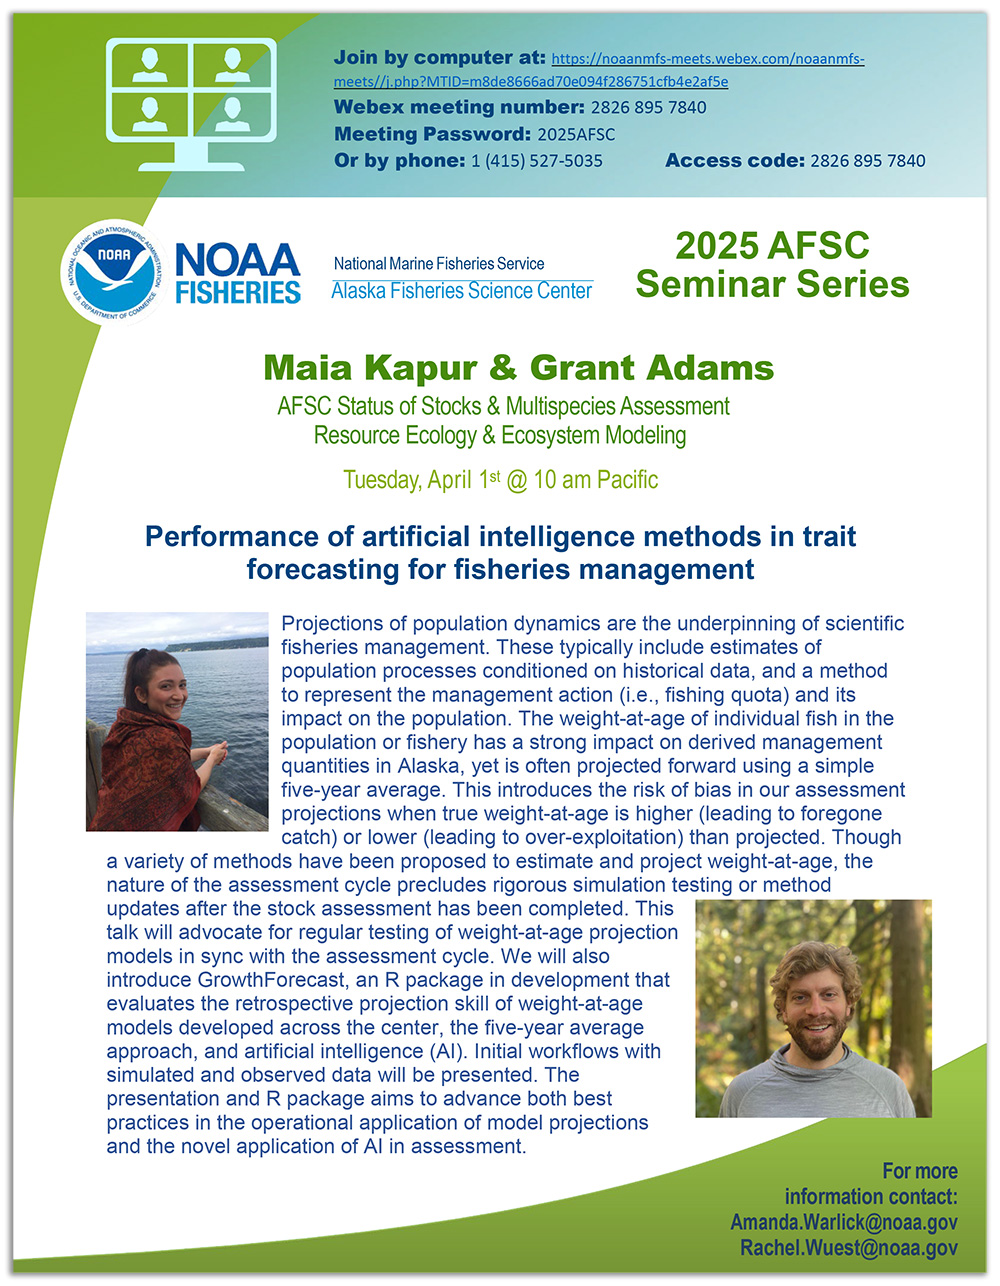 Join by computer at: https://noaanmfs-meets.webex.com/noaanmfs-
meets//j.php?MTID=m8de8666ad70e094f286751cfb4e2af5e
Webex meeting number: 2826 895 7840
Meeting Password: 2025AFSC
Or by phone: 1 (415) 527-5035 Access code: 2826 895 7840
NATIONAL OCEANIC AND ATMOSPHERIC ADMINISTRATION
NOAA
U.S. DEPARTMENT OF COMMERCE
NOAA
FISHERIES
National Marine Fisheries Service
Alaska Fisheries Science Center
2025 AFSC
Seminar Series
Maia Kapur & Grant Adams
AFSC Status of Stocks & Multispecies Assessment
Resource Ecology & Ecosystem Modeling
Tuesday, April 1st @ 10 am Pacific
Performance of artificial intelligence methods in trait
forecasting for fisheries management
Projections of population dynamics are the underpinning of scientific
fisheries management. These typically include estimates of
population processes conditioned on historical data, and a method
to represent the management action (i.e., fishing quota) and its
impact on the population. The weight-at-age of individual fish in the
population or fishery has a strong impact on derived management
quantities in Alaska, yet is often projected forward using a simple
five-year average. This introduces the risk of bias in our assessment
projections when true weight-at-age is higher (leading to foregone
catch) or lower (leading to over-exploitation) than projected. Though
a variety of methods have been proposed to estimate and project weight-at-age, the
nature of the assessment cycle precludes rigorous simulation testing or method
updates after the stock assessment has been completed. This
talk will advocate for regular testing of weight-at-age projection
models in sync with the assessment cycle. We will also
introduce GrowthForecast, an R package in development that
evaluates the retrospective projection skill of weight-at-age
models developed across the center, the five-year average
approach, and artificial intelligence (AI). Initial workflows with
simulated and observed data will be presented. The
presentation and R package aims to advance both best
practices in the operational application of model projections
and the novel application of AI in assessment.
For more
information contact:
Amanda.Warlick@noaa.gov
Rachel.Wuest@noaa.gov